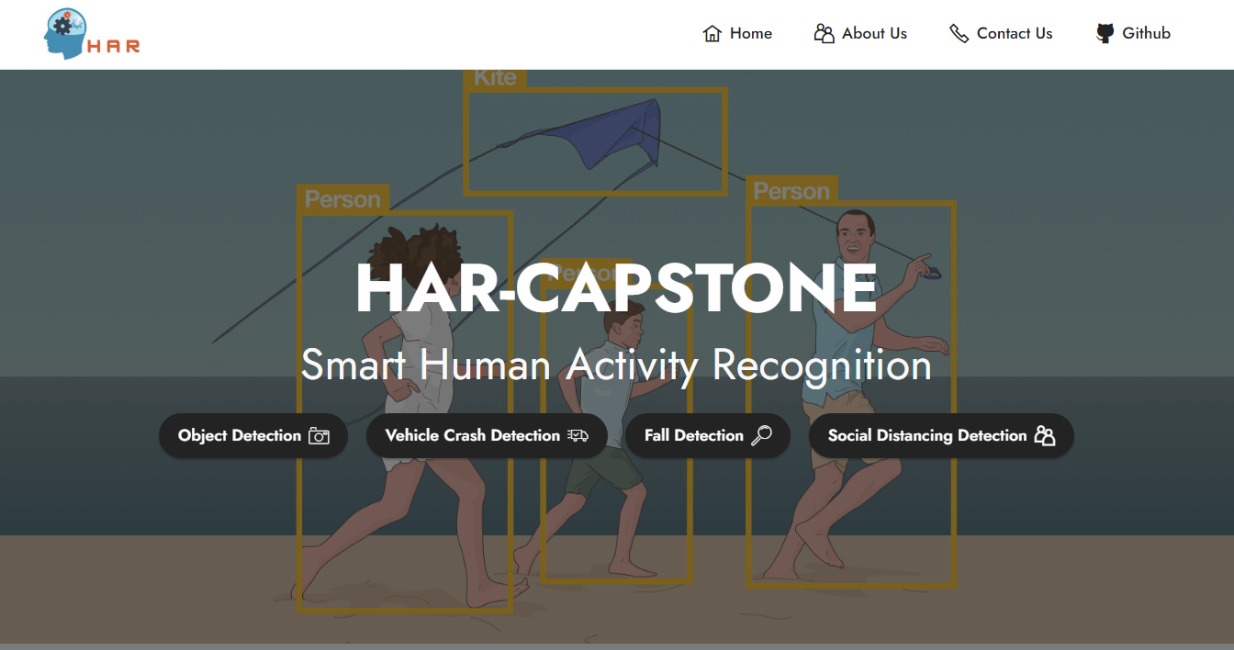 HAR
Home
About Us
Contact Us
Github
Kite
Person
Person
Person
HAR-CAPSTONE
Smart Human Activity Recognition
Object Detection
Vehicle Crash Detection
Fall Detection
Social Distancing Detection